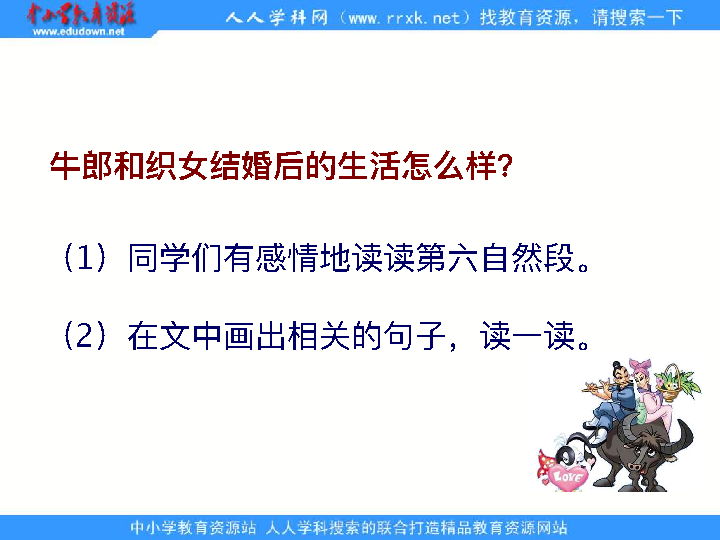 中小学教育资源
www.edudown.net
人人学科网（www.rrxk.net）找教育资源，请搜索一下
牛郎和织女结婚后的生活怎么样？
（1）同学们有感情地读读第六自然段。
（2）在文中画出相关的句子，读一读。
LOVE
中小学教育资源站 人人学科搜索的联合打造精品教育资源网站